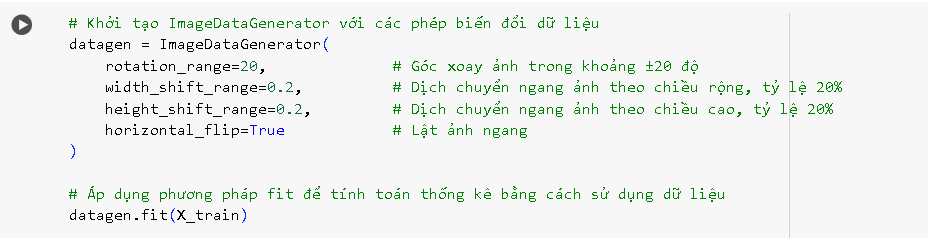 # Khởi tạo ImageDataGenerator với các phép biến đổi dữ liệu
datagen = ImageDataGenerator(
    rotation_range=20,                # Góc xoay ảnh trong khoảng ±20 độ
    width_shift_range=0.2,            # Dịch chuyển ngang ảnh theo chiều rộng, tỷ lệ 20%
    height_shift_range=0.2,           # Dịch chuyển ngang ảnh theo chiều cao, tỷ lệ 20%
    horizontal_flip=True              # Lật ảnh ngang
)
# Áp dụng phương pháp fit để tính toán thống kê bằng cách sử dụng dữ liệu
datagen.fit(X_train)